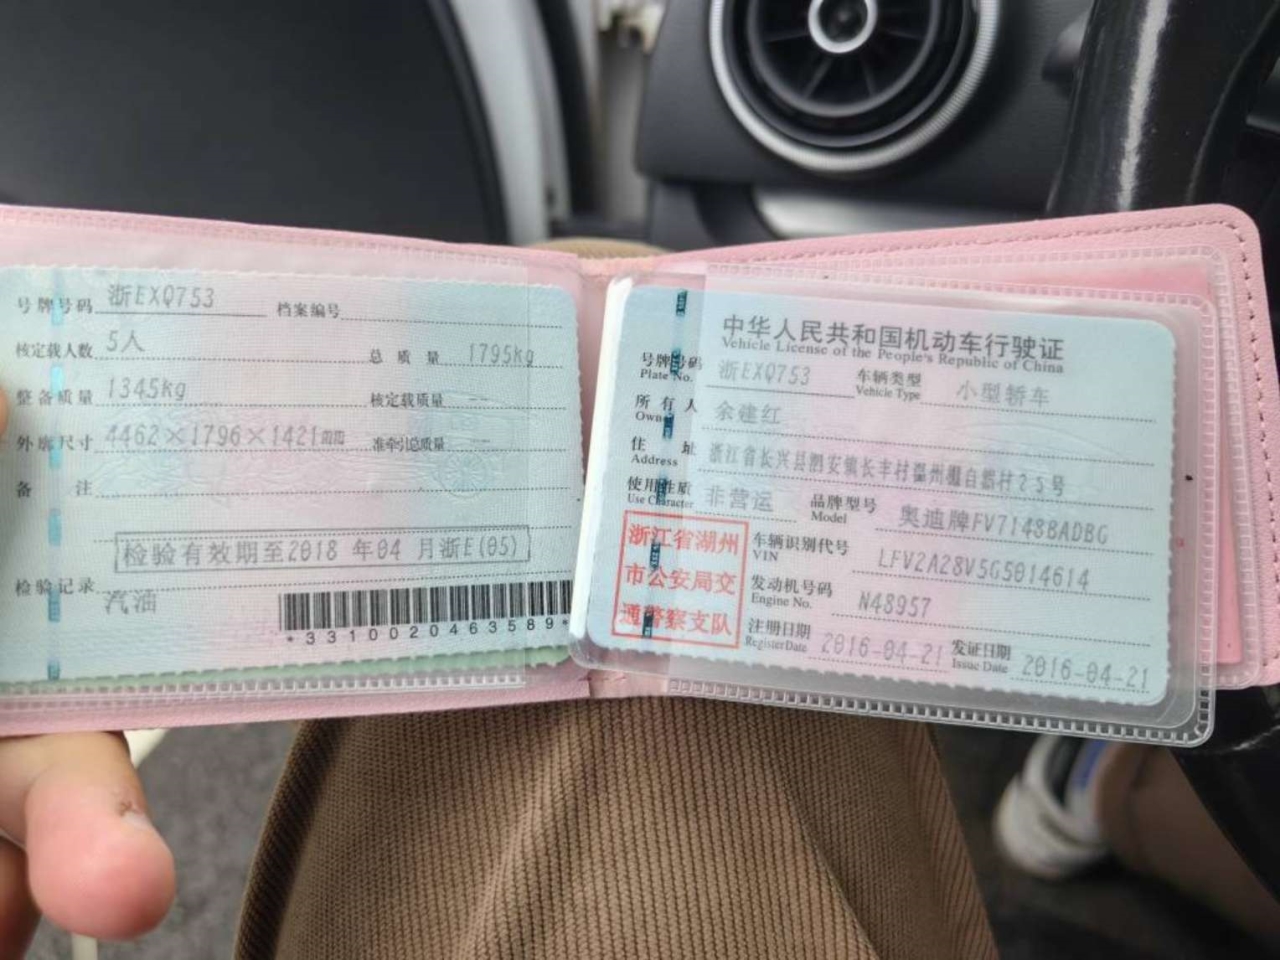 号牌号码 浙EXQ753 档案编号
核定载人数 5人 总质量 1795kg
整备质量 1345kg 核定载质量 --
外廓尺寸 4462×1796×1421mm 准牵引总质量 --
备注
检验有效期至2018 年04 月浙E(05)
检验记录
汽油
*3310020463589*
中华人民共和国机动车行驶证
Vehicle License of the People's Republic of China
号牌号码 浙EXQ753 车辆类型 小型轿车
Plate No. Vehicle Type
所有人 余建红
Owner
住址 浙江省长兴县泗安镇长丰村温州棚自然村25号
Address
使用性质 非营运 品牌型号 奥迪牌FV7148BADBG
Use Character Model
浙江省湖州
市公安局交
通警察支队
车辆识别代号 LFV2A28V5G5014614
VIN
发动机号码 N48957
Engine No.
注册日期 2016-04-21 发证日期 2016-04-21
Register Date Issue Date